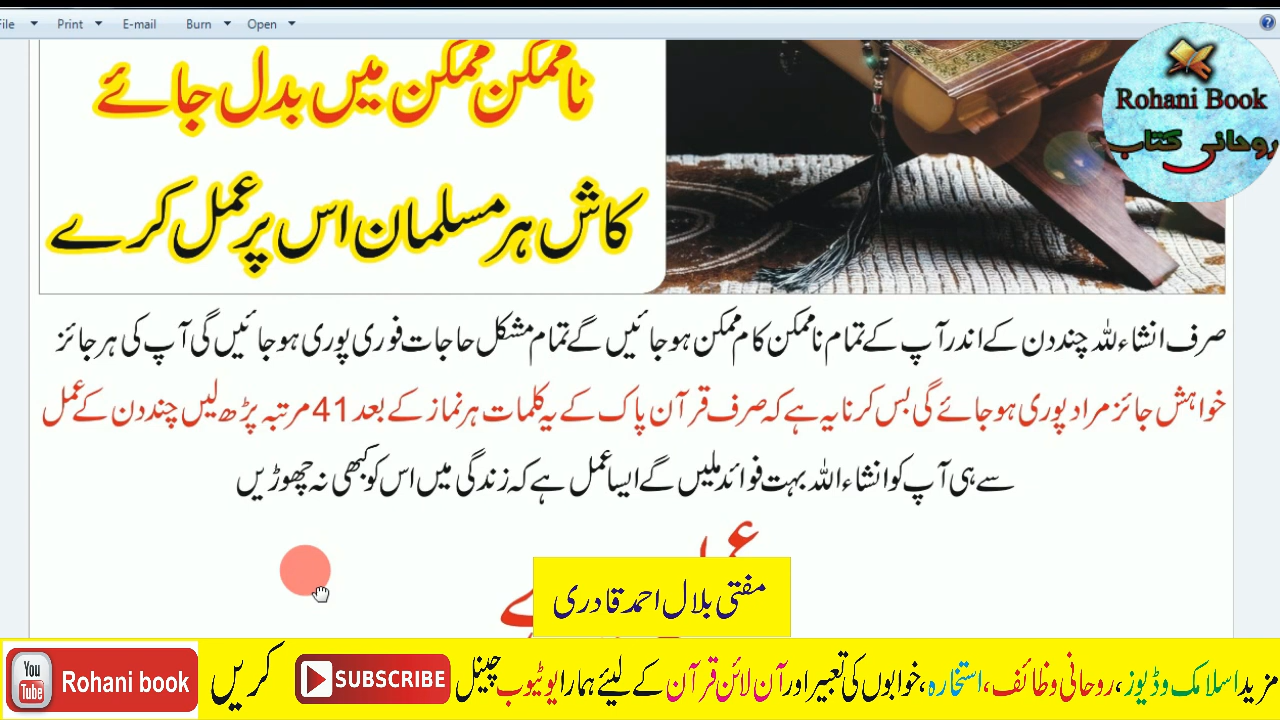 File Print E-mail Burn Open
Rohani Book
روحانی کتاب
ناممکن ممکن میں بدل جائے
کاش ہر مسلمان اس پر عمل کرے
صرف انشاءللہ چند دن کے اندر آپ کے تمام ناممکن کام ممکن ہو جائیں گے تمام مشکل حاجات فوری پوری ہو جائیں گی آپ کی ہر جائز
خواہش جائز مراد پوری ہو جائے گی بس کرنا یہ ہے کہ صرف قرآن پاک کے یہ کلمات ہر نماز کے بعد 41 مرتبہ پڑھ لیں چند دن کے عمل
سے ہی آپ کو انشاءاللہ بہت فوائد ملیں گے ایسا عمل ہے کہ زندگی میں اس کو کبھی نہ چھوڑیں
مفتی بلال احمد قادری
مزید اسلامک وڈیوز، روحانی وظائف، استخارہ، خوابوں کی تعبیر اور آن لائن قرآن کے لیئے ہمارا یوٹیوب چینل SUBSCRIBE کریں
You Tube Rohani book